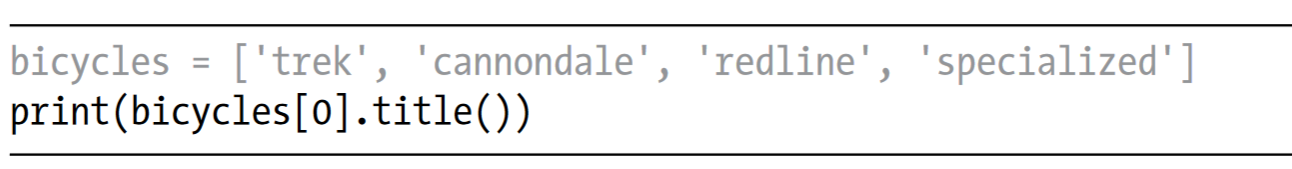 bicycles = ['trek', 'cannondale', 'redline', 'specialized']
print(bicycles[0].title())